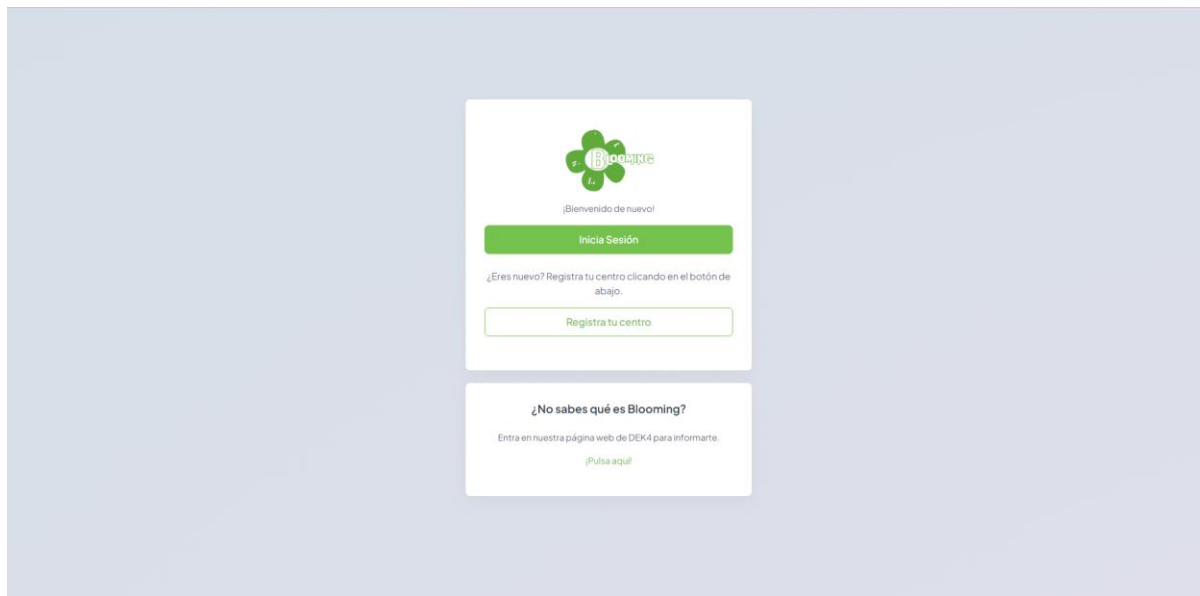 BLOOMING
¡Bienvenido de nuevo!
Inicia Sesión
¿Eres nuevo? Registra tu centro clicando en el botón de
abajo.
Registra tu centro
¿No sabes qué es Blooming?
Entra en nuestra página web de DEK4 para informarte.
¡Pulsa aquí!